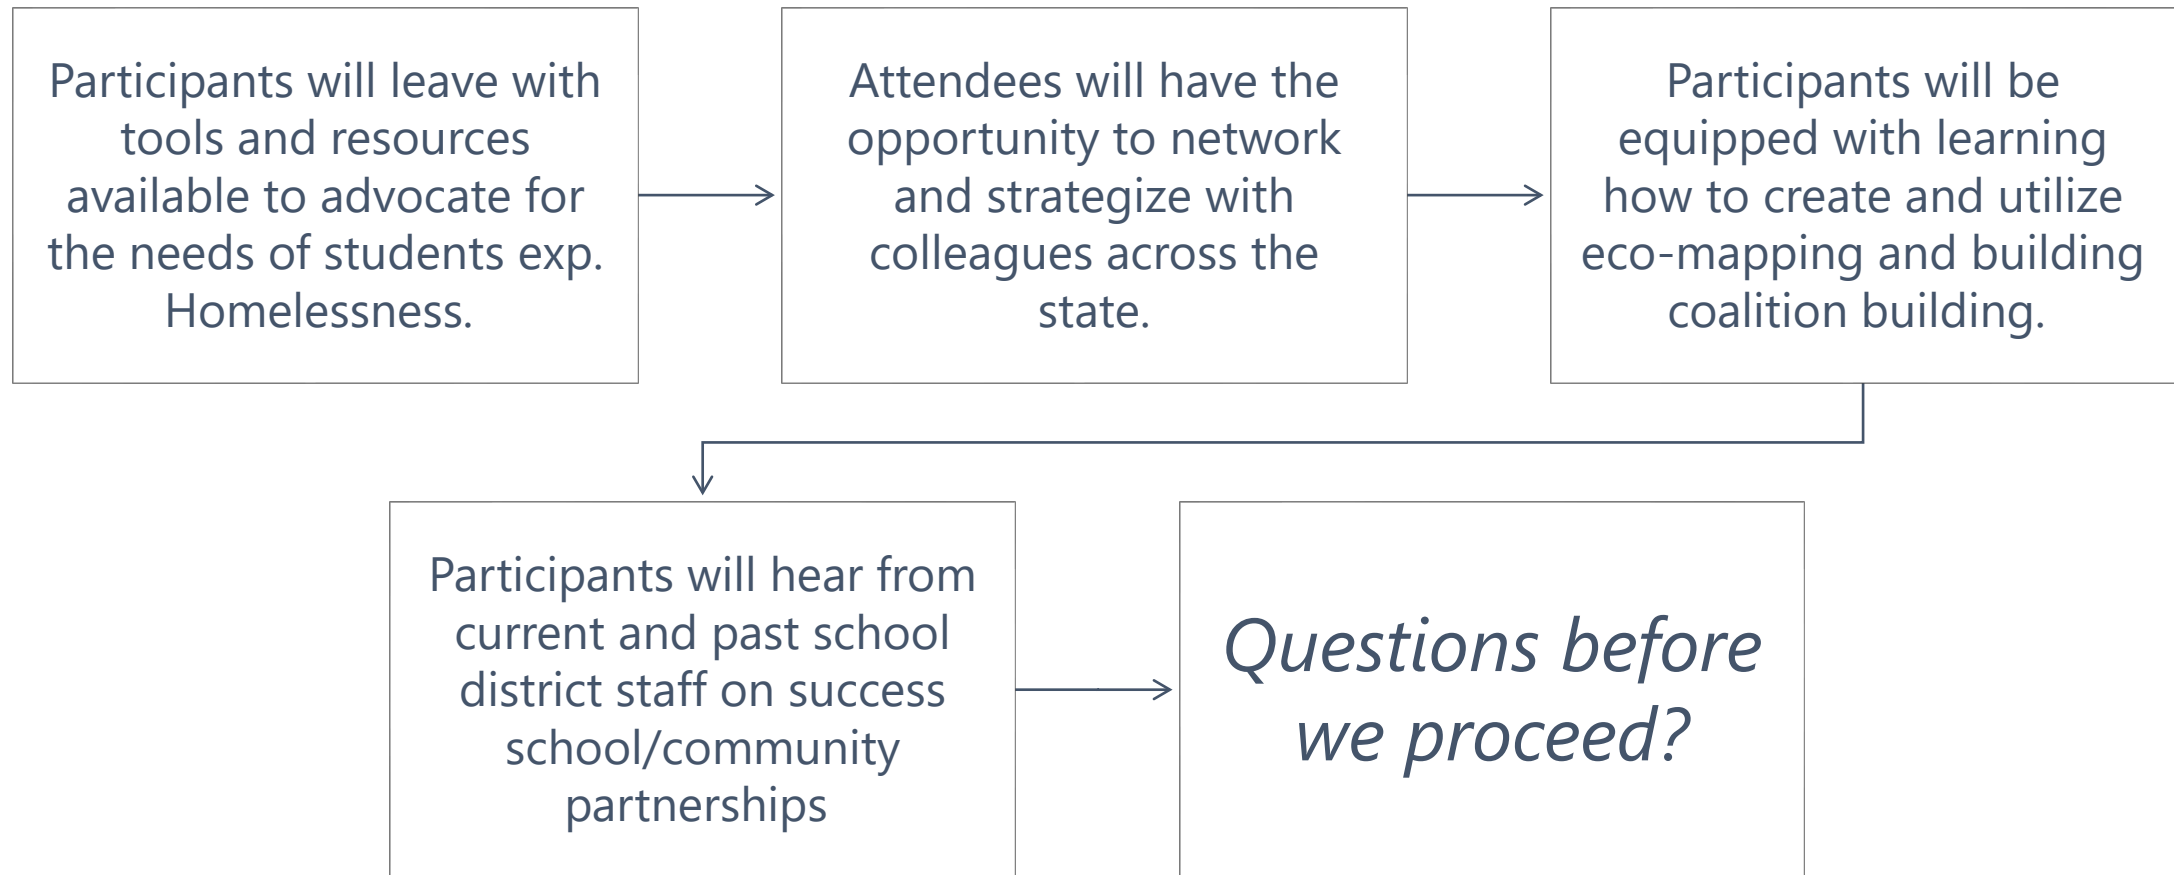 Participants will leave with
tools and resources
available to advocate for
the needs of students exp.
Homelessness.
Attendees will have the
opportunity to network
and strategize with
colleagues across the
state.
Participants will be
equipped with learning
how to create and utilize
eco-mapping and building
coalition building.
Participants will hear from
current and past school
district staff on success
school/community
partnerships
Questions before
we proceed?